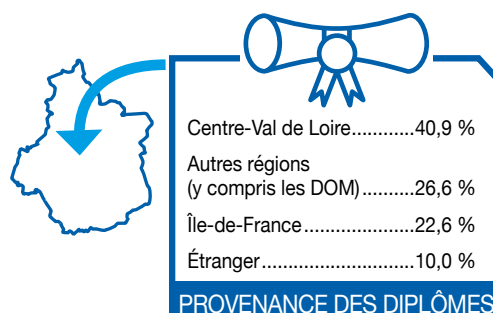 Centre-Val de Loire............40,9 %
Autres régions
(y compris les DOM)..........26,6 %
Île-de-France.....................22,6 %
Étranger.............................10,0 %
PROVENANCE DES DIPLÔMES